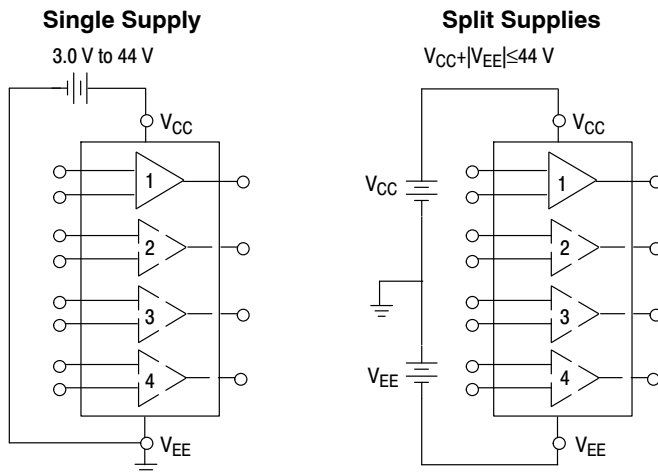 Single Supply
3.0 V to 44 V
VCC
1
2
3
4
VEE
Split Supplies
VCC+|VEE|≤44 V
VCC
VCC
1
2
3
VEE
4
VEE